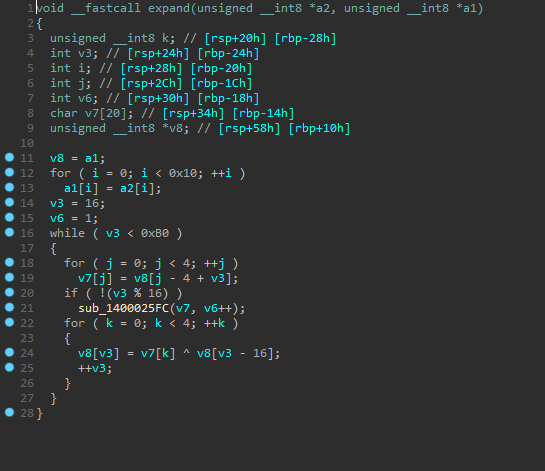 1 void __fastcall expand(unsigned __int8 *a2, unsigned __int8 *a1)
2 {
3 unsigned __int8 k; // [rsp+20h] [rbp-28h]
4 int v3; // [rsp+24h] [rbp-24h]
5 int i; // [rsp+28h] [rbp-20h]
6 int j; // [rsp+2Ch] [rbp-1Ch]
7 int v6; // [rsp+30h] [rbp-18h]
8 char v7[20]; // [rsp+34h] [rbp-14h]
9 unsigned __int8 *v8; // [rsp+58h] [rbp+10h]
10
11 v8 = a1;
12 for ( i = 0; i < 0x10; ++i )
13 a1[i] = a2[i];
14 v3 = 16;
15 v6 = 1;
16 while ( v3 < 0xB0 )
17 {
18 for ( j = 0; j < 4; ++j )
19 v7[j] = v8[j - 4 + v3];
20 if ( !(v3 % 16) )
21 sub_1400025FC(v7, v6++);
22 for ( k = 0; k < 4; ++k )
23 {
24 v8[v3] = v7[k] ^ v8[v3 - 16];
25 ++v3;
26 }
27 }
28 }